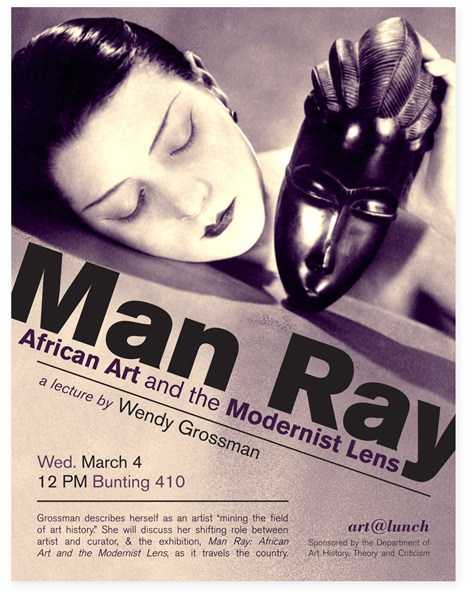 Man Ray
African Art and the Modernist Lens
a lecture by Wendy Grossman
Wed. March 4
12 PM Bunting 410
Grossman describes herself as an artist "mining the field
of art history." She will discuss her shifting role between
artist and curator, & the exhibition, Man Ray: African
Art and the Modernist Lens, as it travels the country.
art@lunch
Sponsored by the Department of
Art History, Theory and Criticism